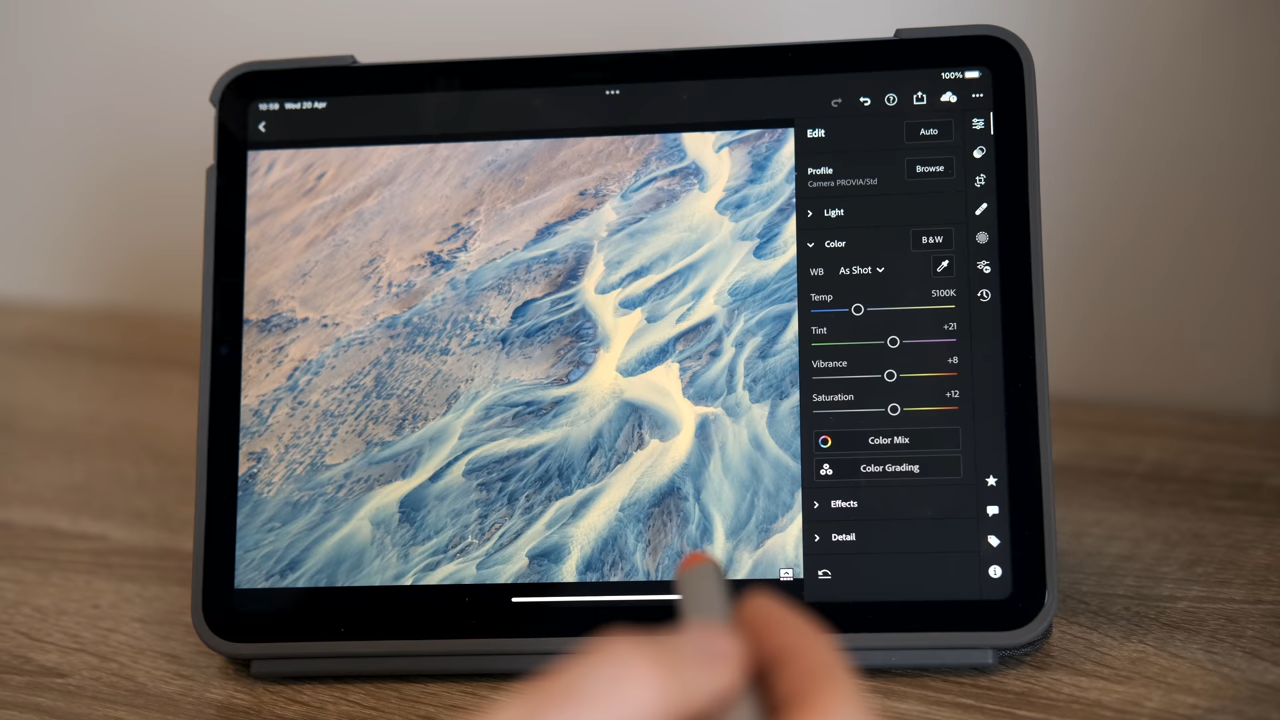 10:59 Wed 20 Apr
100%
Edit
Auto
Profile
Browse
Camera PROVIA/Std
Light
Color
B&W
WB As Shot
Temp
5100K
Tint
+21
Vibrance
+8
Saturation
+12
Color Mix
Color Grading
Effects
Detail